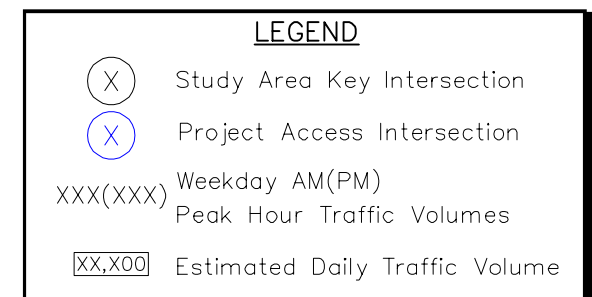 LEGEND
X Study Area Key Intersection
X Project Access Intersection
XXX(XXX) Weekday AM(PM)
Peak Hour Traffic Volumes
XX,X00 Estimated Daily Traffic Volume